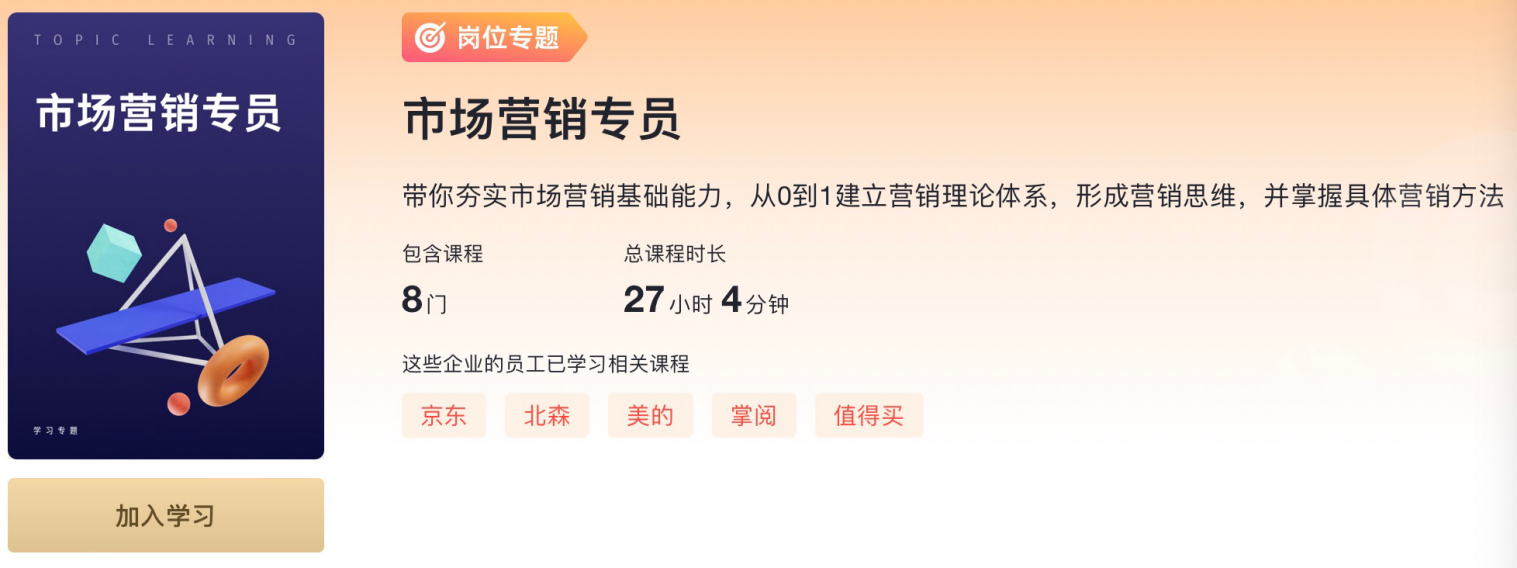 TOPIC LEARNING
市场营销专员
学习专题
加入学习
岗位专题
市场营销专员
带你夯实市场营销基础能力，从0到1建立营销理论体系，形成营销思维，并掌握具体营销方法
包含课程 总课程时长
8门 27小时4分钟
这些企业的员工已学习相关课程
京东 北森 美的 掌阅 值得买